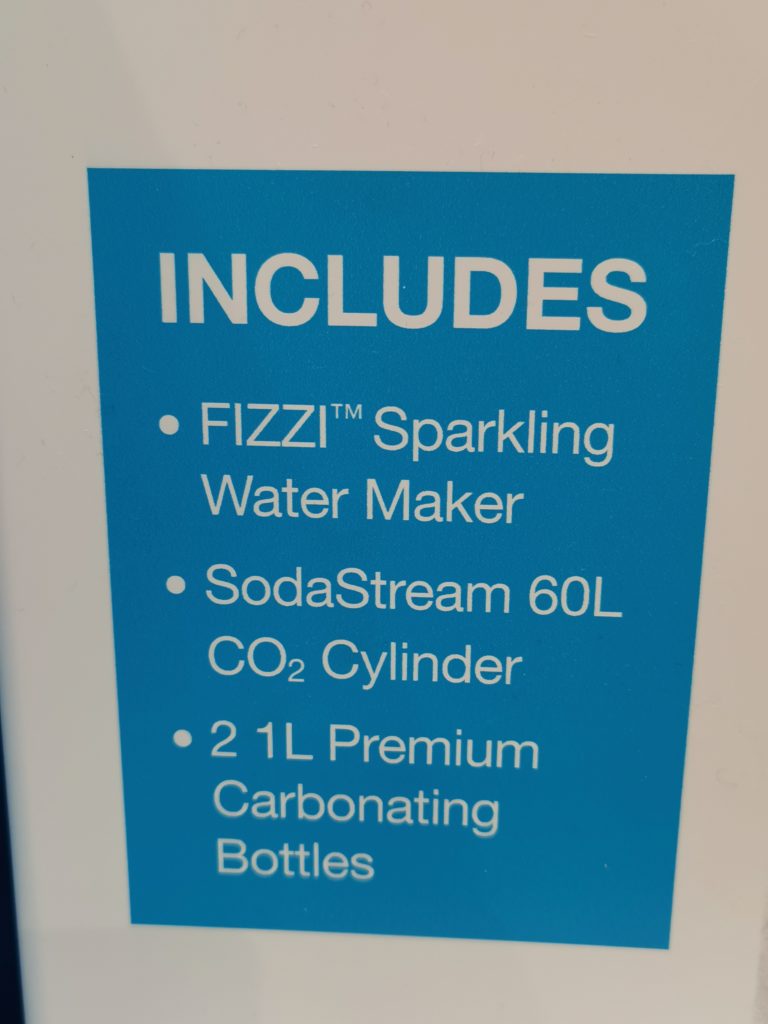 INCLUDES
• FIZZI™ Sparkling
Water Maker
• SodaStream 60L
CO₂ Cylinder
• 2 1L Premium
Carbonating
Bottles